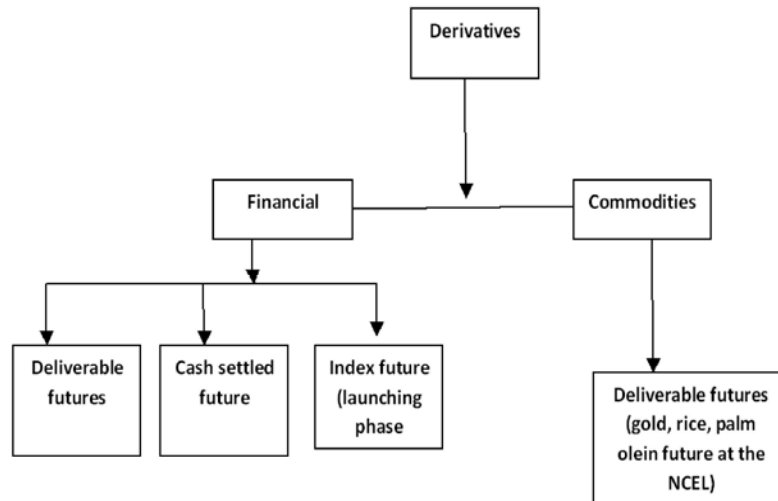 Derivatives
Financial
Commodities
Deliverable
futures
Cash settled
future
Index future
(launching
phase
Deliverable futures
(gold, rice, palm
olein future at the
NCEL)